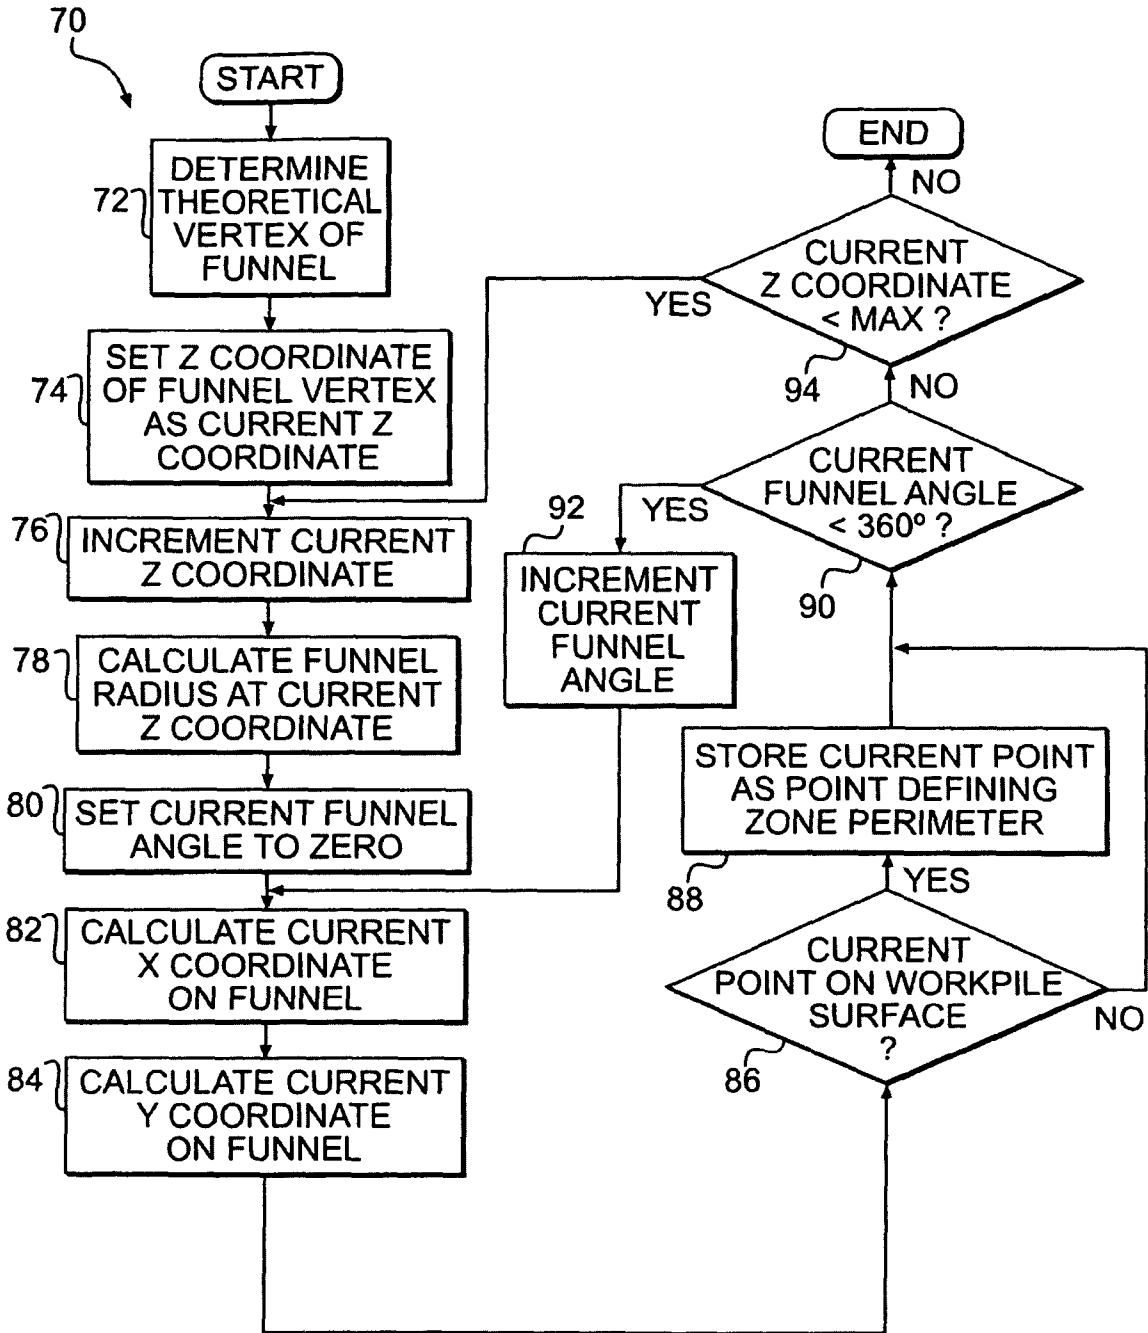 70
START
72
DETERMINE
THEORETICAL
VERTEX OF
FUNNEL
74
SET Z COORDINATE
OF FUNNEL VERTEX
AS CURRENT Z
COORDINATE
76
INCREMENT CURRENT
Z COORDINATE
78
CALCULATE FUNNEL
RADIUS AT CURRENT
Z COORDINATE
80
SET CURRENT FUNNEL
ANGLE TO ZERO
82
CALCULATE CURRENT
X COORDINATE
ON FUNNEL
84
CALCULATE CURRENT
Y COORDINATE
ON FUNNEL
CURRENT
POINT ON WORKPILE
SURFACE
?
86
NO
YES
88
STORE CURRENT POINT
AS POINT DEFINING
ZONE PERIMETER
CURRENT
FUNNEL ANGLE
< 360º ?
90
YES
92
INCREMENT
CURRENT
FUNNEL
ANGLE
NO
CURRENT
Z COORDINATE
< MAX ?
94
YES
NO
END